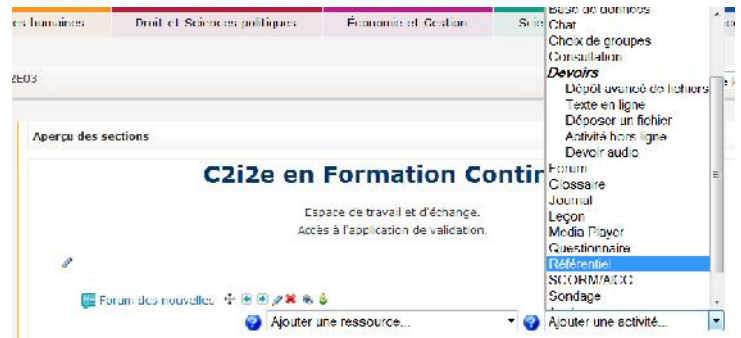 es humaines
Droit et Sciences politiques
Économie et Gestion
Scie
2E03
Aperçu des sections
C2i2e en Formation Contin
Espace de travail et d'échange.
Accès à l'application de validation.
Forum des nouvelles
Ajouter une ressource...
Base de données
Chat
Choix de groupes
Consultation
Devoirs
Dépôt avancé de fichiers
Texte en ligne
Déposer un fichier
Activité hors ligne
Devoir audio
Forum
Glossaire
Journal
Leçon
Media Player
Questionnaire
Référentiel
SCORM/AICC
Sondage
Ajouter une activité...